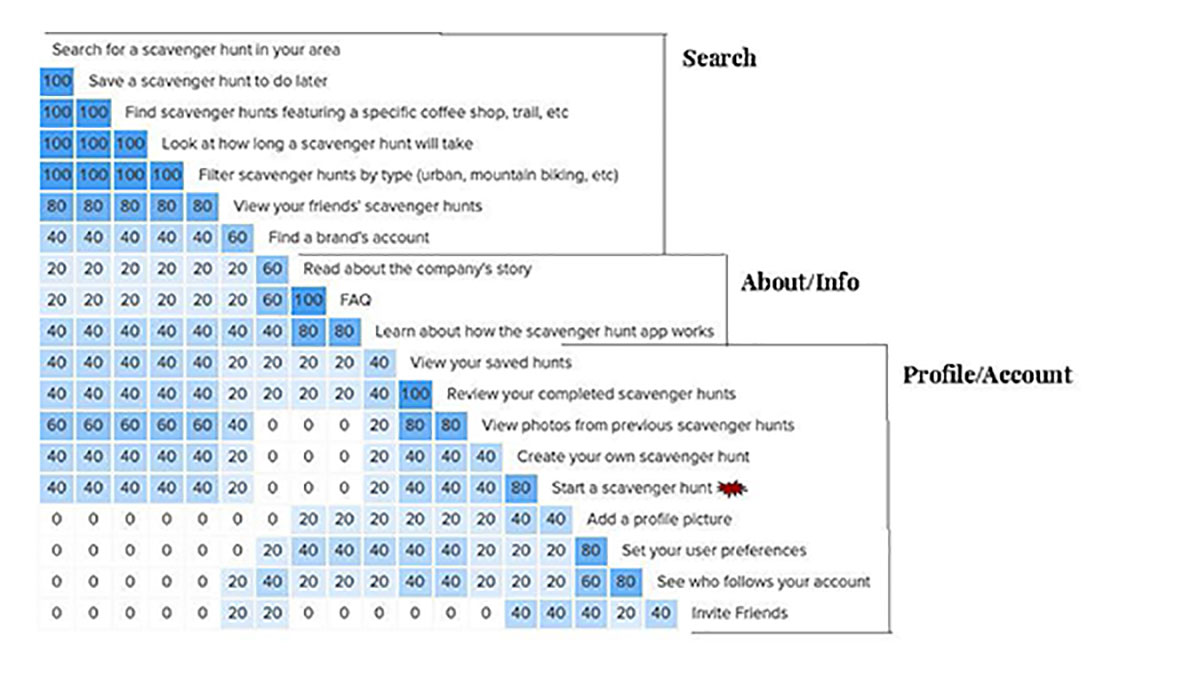 Search for a scavenger hunt in your area
Search
100 Save a scavenger hunt to do later
100 100 Find scavenger hunts featuring a specific coffee shop, trail, etc
100 100 100 Look at how long a scavenger hunt will take
100 100 100 100 Filter scavenger hunts by type (urban, mountain biking, etc)
80 80 80 80 80 View your friends' scavenger hunts
40 40 40 40 40 60 Find a brand's account
20 20 20 20 20 20 60 Read about the company's story
About/Info
20 20 20 20 20 20 60 100 FAQ
40 40 40 40 40 40 40 80 80 Learn about how the scavenger hunt app works
40 40 40 40 40 20 20 20 20 40 View your saved hunts
Profile/Account
40 40 40 40 40 20 20 20 20 40 100 Review your completed scavenger hunts
60 60 60 60 60 40 0 0 0 20 80 80 View photos from previous scavenger hunts
40 40 40 40 40 20 0 0 0 20 40 40 40 Create your own scavenger hunt
40 40 40 40 40 20 0 0 0 20 40 40 40 80 Start a scavenger hunt
0 0 0 0 0 0 0 20 20 20 20 20 20 40 40 Add a profile picture
0 0 0 0 0 0 20 40 40 40 40 40 20 20 20 80 Set your user preferences
0 0 0 0 0 20 40 20 20 20 40 40 20 20 20 60 80 See who follows your account
0 0 0 0 0 20 20 0 0 0 0 0 0 40 40 40 20 40 Invite Friends